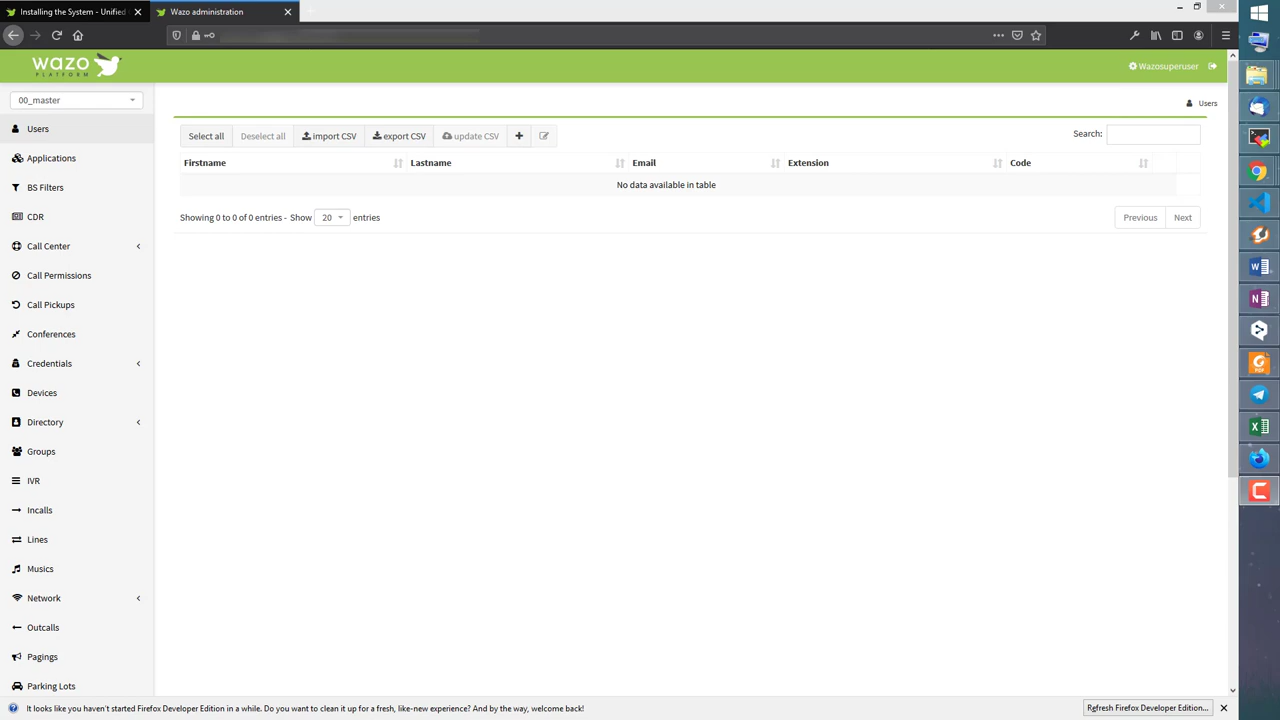 Installing the System - Unified
Wazo administration
wazo
PLATFORM
Wazosuperuser
00_master
Users
Users
Applications
BS Filters
CDR
Call Center
Call Permissions
Call Pickups
Conferences
Credentials
Devices
Directory
Groups
IVR
Incalls
Lines
Musics
Network
Outcalls
Pagings
Parking Lots
Select all
Deselect all
import CSV
export CSV
update CSV
Search:
Firstname
Lastname
Email
Extension
Code
No data available in table
Showing 0 to 0 of 0 entries - Show 20 entries
Previous
Next
It looks like you haven't started Firefox Developer Edition in a while. Do you want to clean it up for a fresh, like-new experience? And by the way, welcome back!
Refresh Firefox Developer Edition...